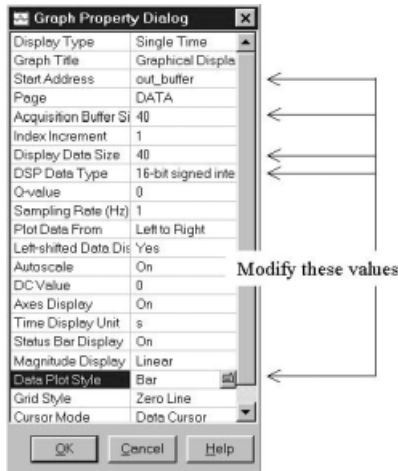 Graph Property Dialog
Display Type Single Time
Graph Title Graphical Displa
Start Address out_buffer
Page DATA
Acquisition Buffer Si 40
Index Increment 1
Display Data Size 40
DSP Data Type 16-bit signed inte
Q-value 0
Sampling Rate (Hz) 1
Plot Data From Left to Right
Left-shifted Data Dis Yes
Autoscale On
DC Value 0
Axes Display On
Time Display Unit s
Status Bar Display On
Magnitude Display Linear
Data Plot Style Bar
Grid Style Zero Line
Cursor Mode Data Cursor
OK Cancel Help
Modify these values